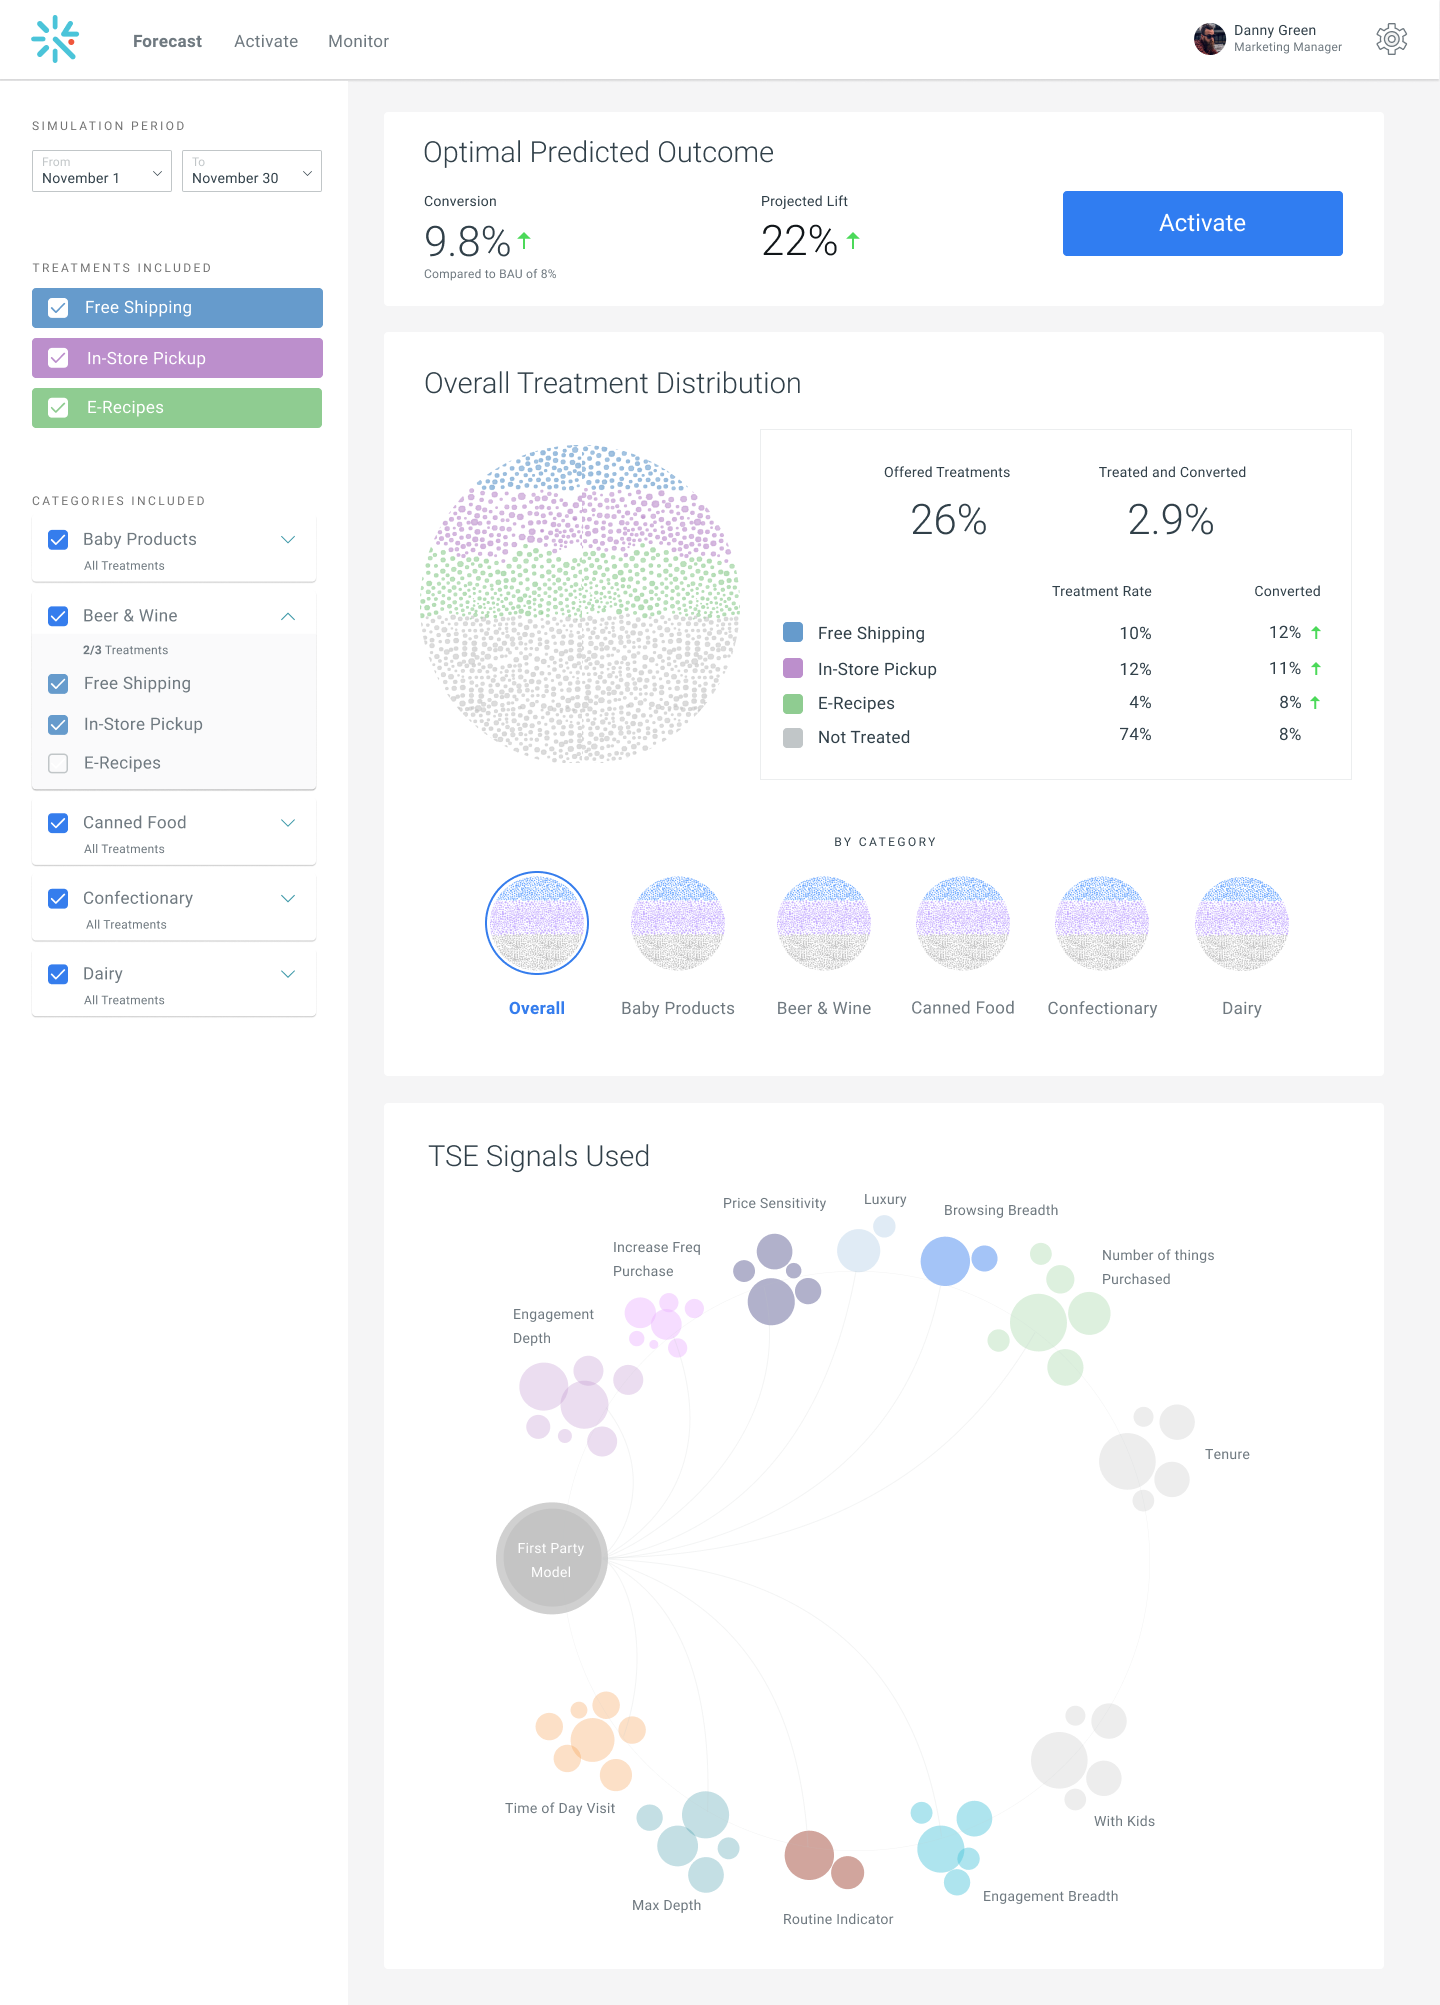 Forecast Activate Monitor
Danny Green
Marketing Manager
SIMULATION PERIOD
From
November 1
To
November 30
TREATMENTS INCLUDED
Free Shipping
In-Store Pickup
E-Recipes
CATEGORIES INCLUDED
Baby Products
All Treatments
Beer & Wine
2/3 Treatments
Free Shipping
In-Store Pickup
E-Recipes
Canned Food
All Treatments
Confectionary
All Treatments
Dairy
All Treatments
Optimal Predicted Outcome
Conversion
9.8%
Compared to BAU of 8%
Projected Lift
22%
Activate
Overall Treatment Distribution
Offered Treatments
26%
Treated and Converted
2.9%
Treatment Rate Converted
Free Shipping 10% 12%
In-Store Pickup 12% 11%
E-Recipes 4% 8%
Not Treated 74% 8%
BY CATEGORY
Overall Baby Products Beer & Wine Canned Food Confectionary Dairy
TSE Signals Used
Price Sensitivity
Luxury
Browsing Breadth
Increase Freq
Purchase
Number of things
Purchased
Engagement
Depth
Tenure
First Party
Model
Time of Day Visit
With Kids
Max Depth
Engagement Breadth
Routine Indicator